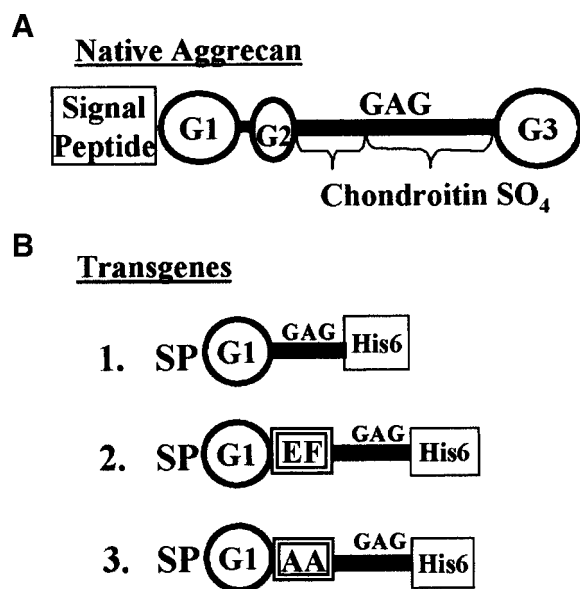 A
Native Aggrecan
Signal
Peptide
G1
G2
GAG
G3
Chondroitin SO₄
B
Transgenes
1. SP G1 GAG His6
2. SP G1 EF GAG His6
3. SP G1 AA GAG His6